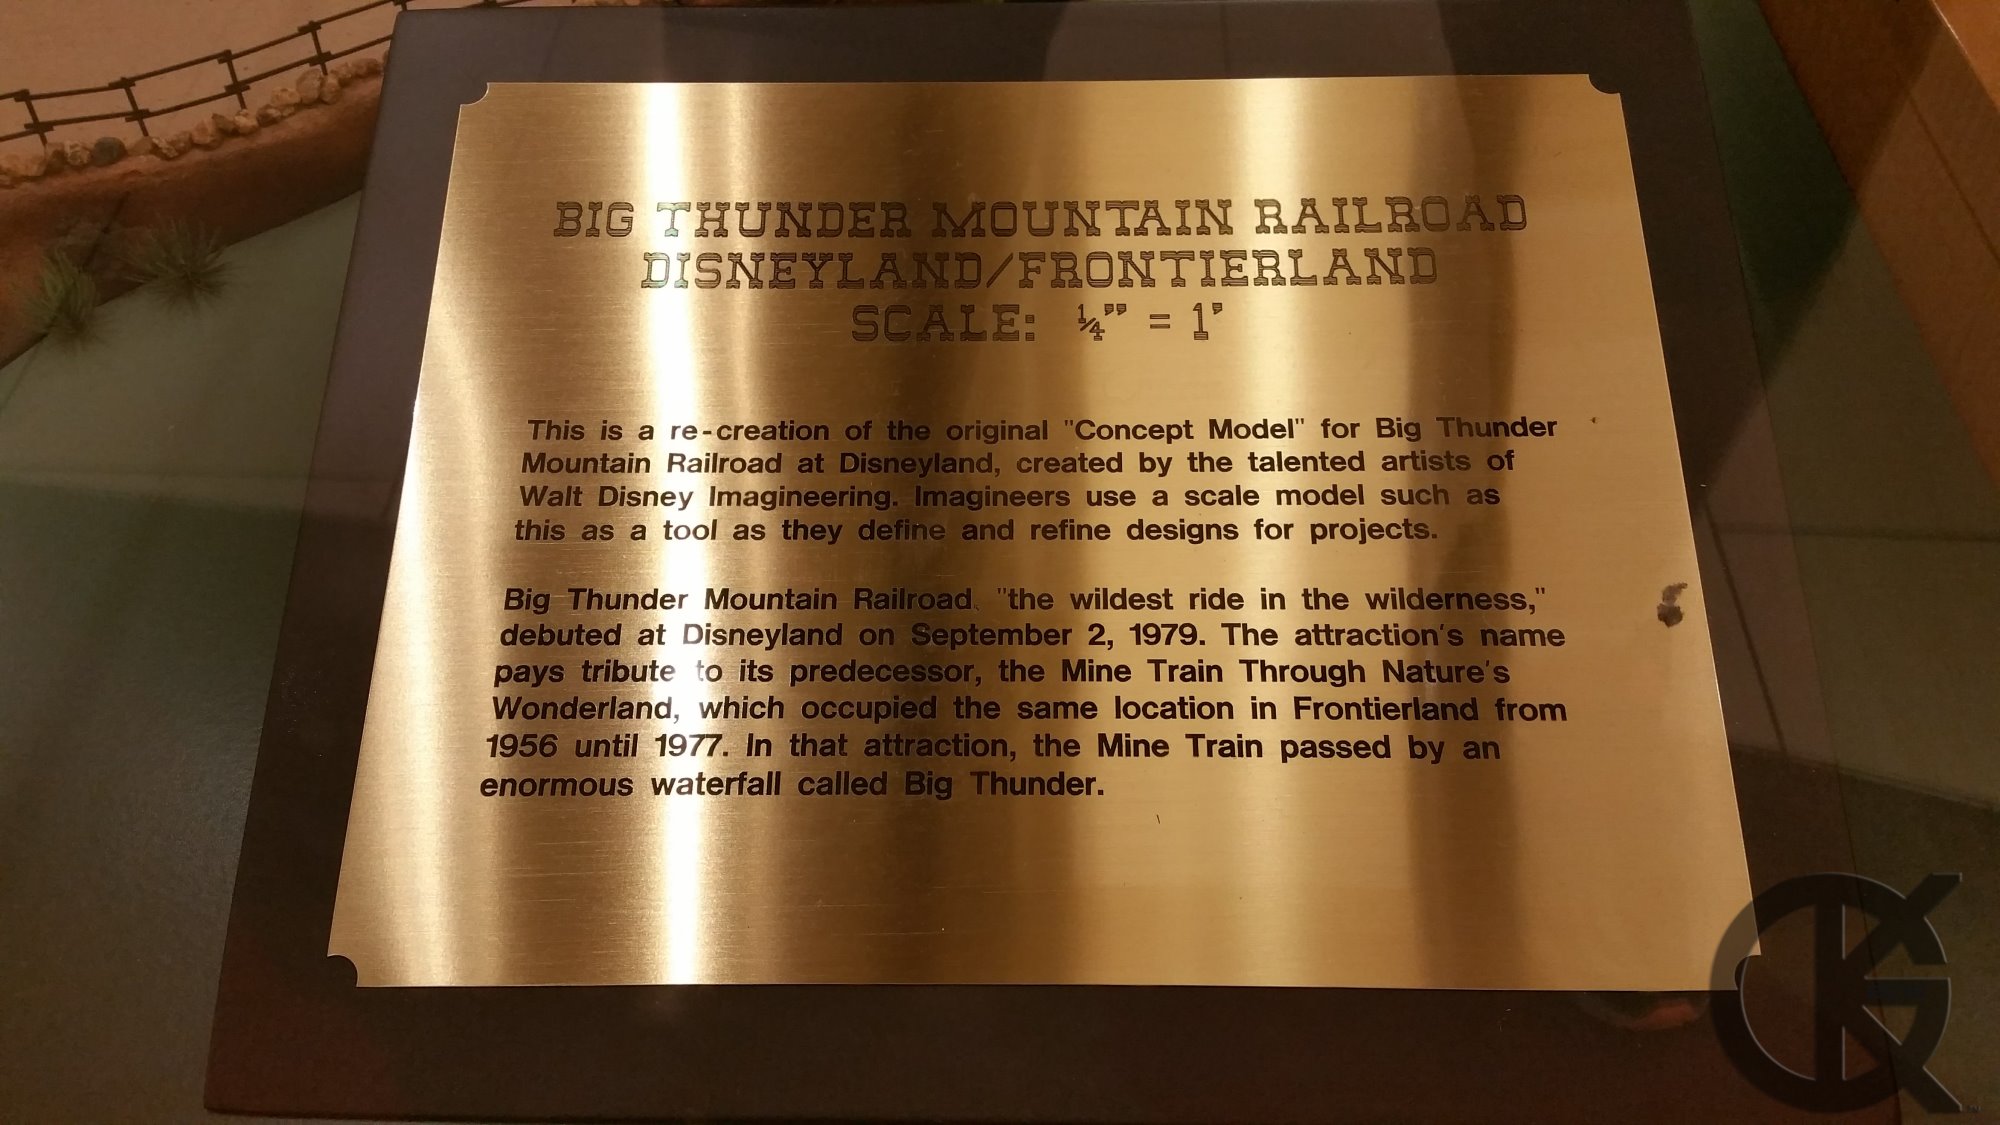 BIG THUNDER MOUNTAIN RAILROAD
DISNEYLAND/FRONTIERLAND
SCALE: ¼" = 1'
This is a re-creation of the original "Concept Model" for Big Thunder
Mountain Railroad at Disneyland, created by the talented artists of
Walt Disney Imagineering. Imagineers use a scale model such as
this as a tool as they define and refine designs for projects.
Big Thunder Mountain Railroad, "the wildest ride in the wilderness,"
debuted at Disneyland on September 2, 1979. The attraction's name
pays tribute to its predecessor, the Mine Train Through Nature's
Wonderland, which occupied the same location in Frontierland from
1956 until 1977. In that attraction, the Mine Train passed by an
enormous waterfall called Big Thunder.